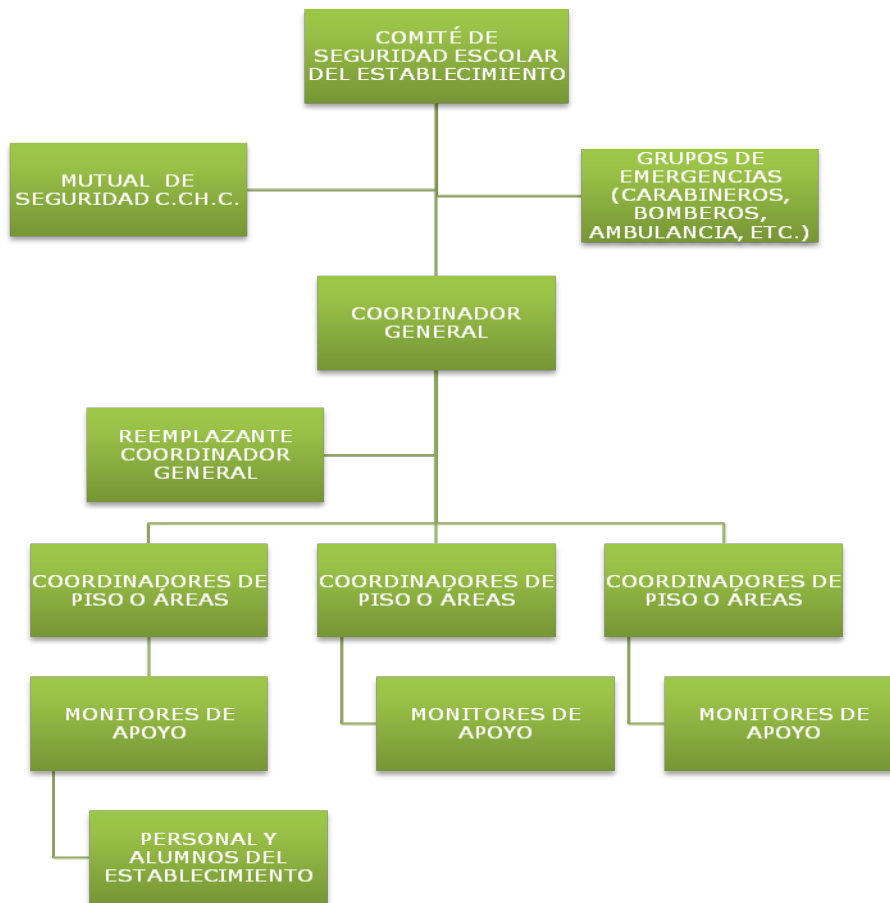 COMITÉ DE
SEGURIDAD ESCOLAR
DEL ESTABLECIMIENTO
MUTUAL DE
SEGURIDAD C.CH.C.
GRUPOS DE
EMERGENCIAS
(CARABINEROS,
BOMBEROS,
AMBULANCIA, ETC.)
COORDINADOR
GENERAL
REEMPLAZANTE
COORDINADOR
GENERAL
COORDINADORES DE
PISO O ÁREAS
COORDINADORES DE
PISO O ÁREAS
COORDINADORES DE
PISO O ÁREAS
MONITORES DE
APOYO
MONITORES DE
APOYO
MONITORES DE
APOYO
PERSONAL Y
ALUMNOS DEL
ESTABLECIMIENTO